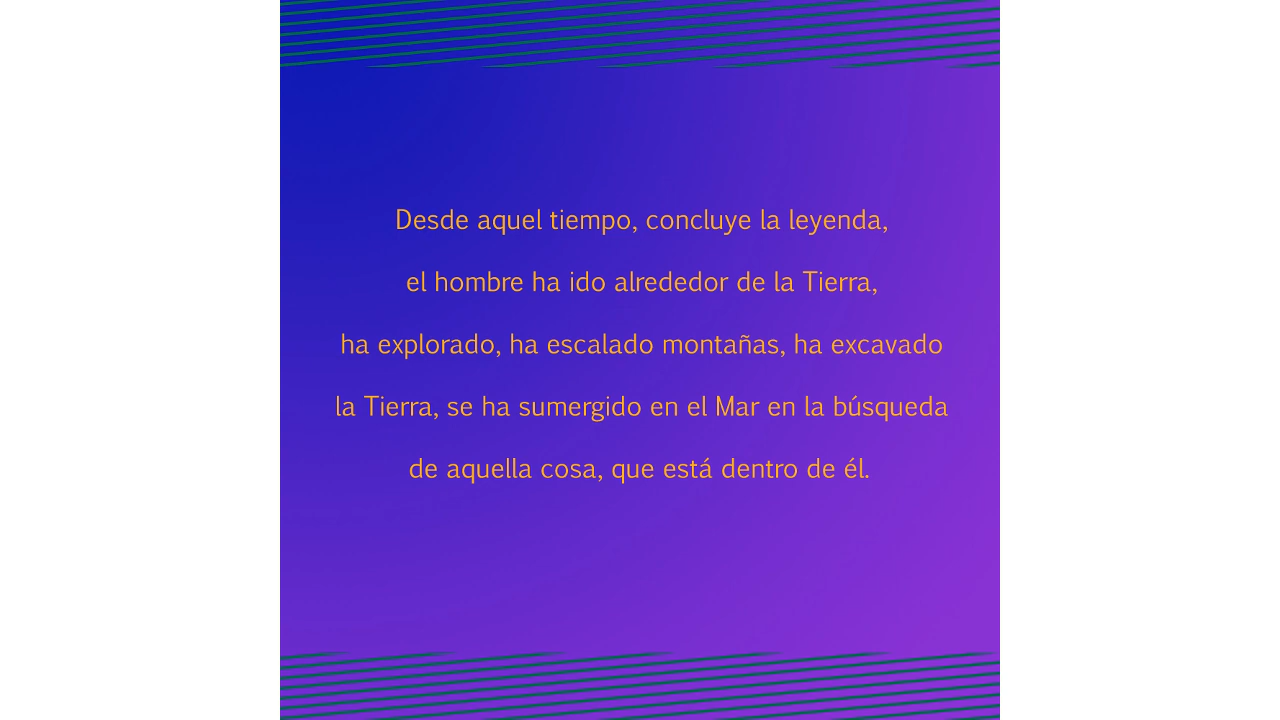 Desde aquel tiempo, concluye la leyenda,
el hombre ha ido alrededor de la Tierra,
ha explorado, ha escalado montañas, ha excavado
la Tierra, se ha sumergido en el Mar en la búsqueda
de aquella cosa, que está dentro de él.